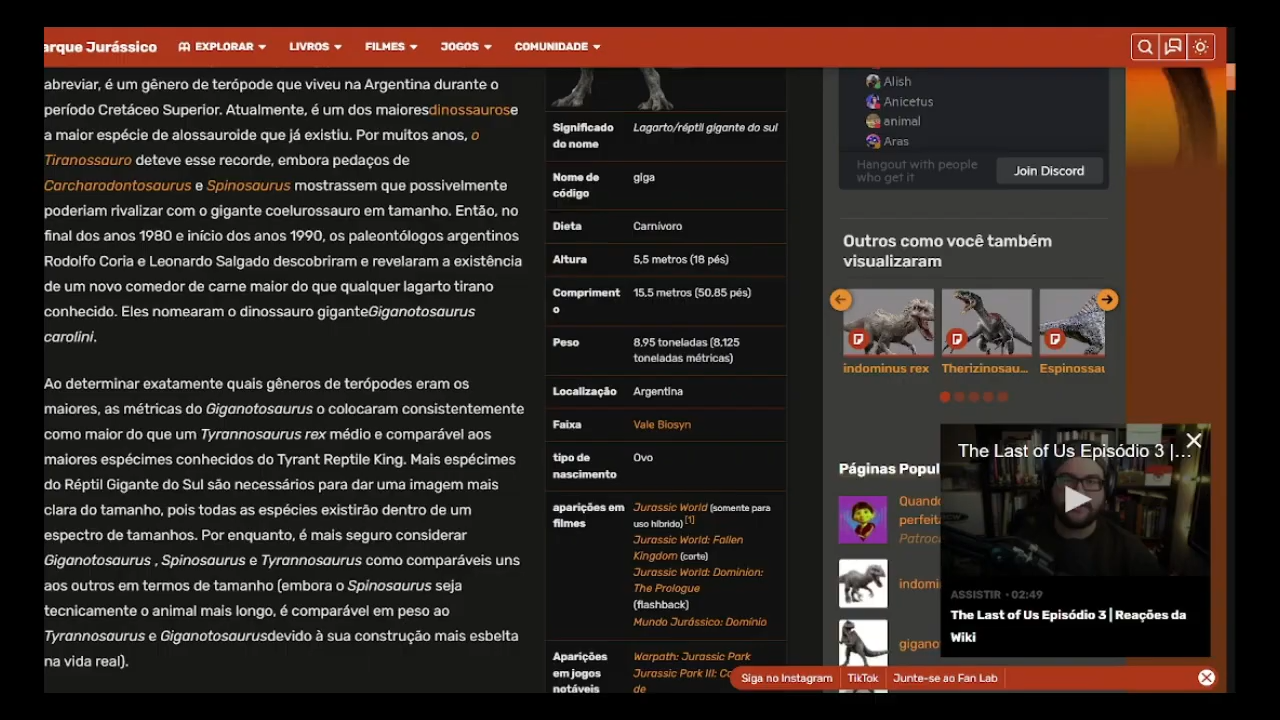 arque Jurássico
EXPLORAR
LIVROS
FILMES
JOGOS
COMUNIDADE
abreviar, é um gênero de terópode que viveu na Argentina durante o
período Cretáceo Superior. Atualmente, é um dos maioresdinossaurose
a maior espécie de alossauroide que já existiu. Por muitos anos, o
Tiranossauro deteve esse recorde, embora pedaços de
Carcharodontosaurus e Spinosaurus mostrassem que possivelmente
poderiam rivalizar com o gigante coelurossauro em tamanho. Então, no
final dos anos 1980 e início dos anos 1990, os paleontólogos argentinos
Rodolfo Coria e Leonardo Salgado descobriram e revelaram a existência
de um novo comedor de carne maior do que qualquer lagarto tirano
conhecido. Eles nomearam o dinossauro giganteGiganotosaurus
carolini.
Ao determinar exatamente quais gêneros de terópodes eram os
maiores, as métricas do Giganotosaurus o colocaram consistentemente
como maior do que um Tyrannosaurus rex médio e comparável aos
maiores espécimes conhecidos do Tyrant Reptile King. Mais espécimes
do Réptil Gigante do Sul são necessários para dar uma imagem mais
clara do tamanho, pois todas as espécies existirão dentro de um
espectro de tamanhos. Por enquanto, é mais seguro considerar
Giganotosaurus , Spinosaurus e Tyrannosaurus como comparáveis uns
aos outros em termos de tamanho (embora o Spinosaurus seja
tecnicamente o animal mais longo, é comparável em peso ao
Tyrannosaurus e Giganotosaurusdevido à sua construção mais esbelta
na vida real).
Significado
do nome
Lagarto/réptil gigante do sul
Nome de
código
giga
Dieta
Carnívoro
Altura
5,5 metros (18 pés)
Compriment
o
15,5 metros (50,85 pés)
Peso
8,95 toneladas (8,125
toneladas métricas)
Localização
Argentina
Faixa
Vale Biosyn
tipo de
nascimento
Ovo
aparições em
filmes
Jurassic World (somente para
uso híbrido) [1]
Jurassic World: Fallen
Kingdom (corte)
Jurassic World: Dominion:
The Prologue
(flashback)
Mundo Jurássico: Domínio
Aparições
em jogos
notáveis
Warpath: Jurassic Park
Jurassic Park III: Co
de
Alish
Anicetus
animal
Aras
Hangout with people
who get it
Join Discord
Outros como você também
visualizaram
indominus rex
Therizinosau...
Espinossau
Páginas Popul
Quando
perfeit
Patroc
indomi
gigano
The Last of Us Episódio 3 |...
ASSISTIR • 02:49
The Last of Us Episódio 3 | Reações da
Wiki
Siga no Instagram
TikTok
Junte-se ao Fan Lab